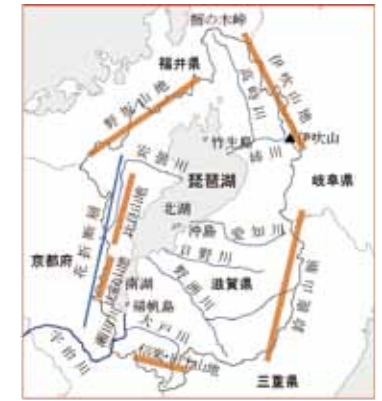 栃の木峠
福井県
伊吹山地
高時川
野坂山地
竹生島
伊吹山
姉川
安曇川
琵琶湖
岐阜県
比良山地
北湖
花折断層
沖島
愛知川
京都府
日野川
比叡山地
南湖
野洲川
滋賀県
鈴鹿山脈
瀬田川
大戸川
宇治川
三重県